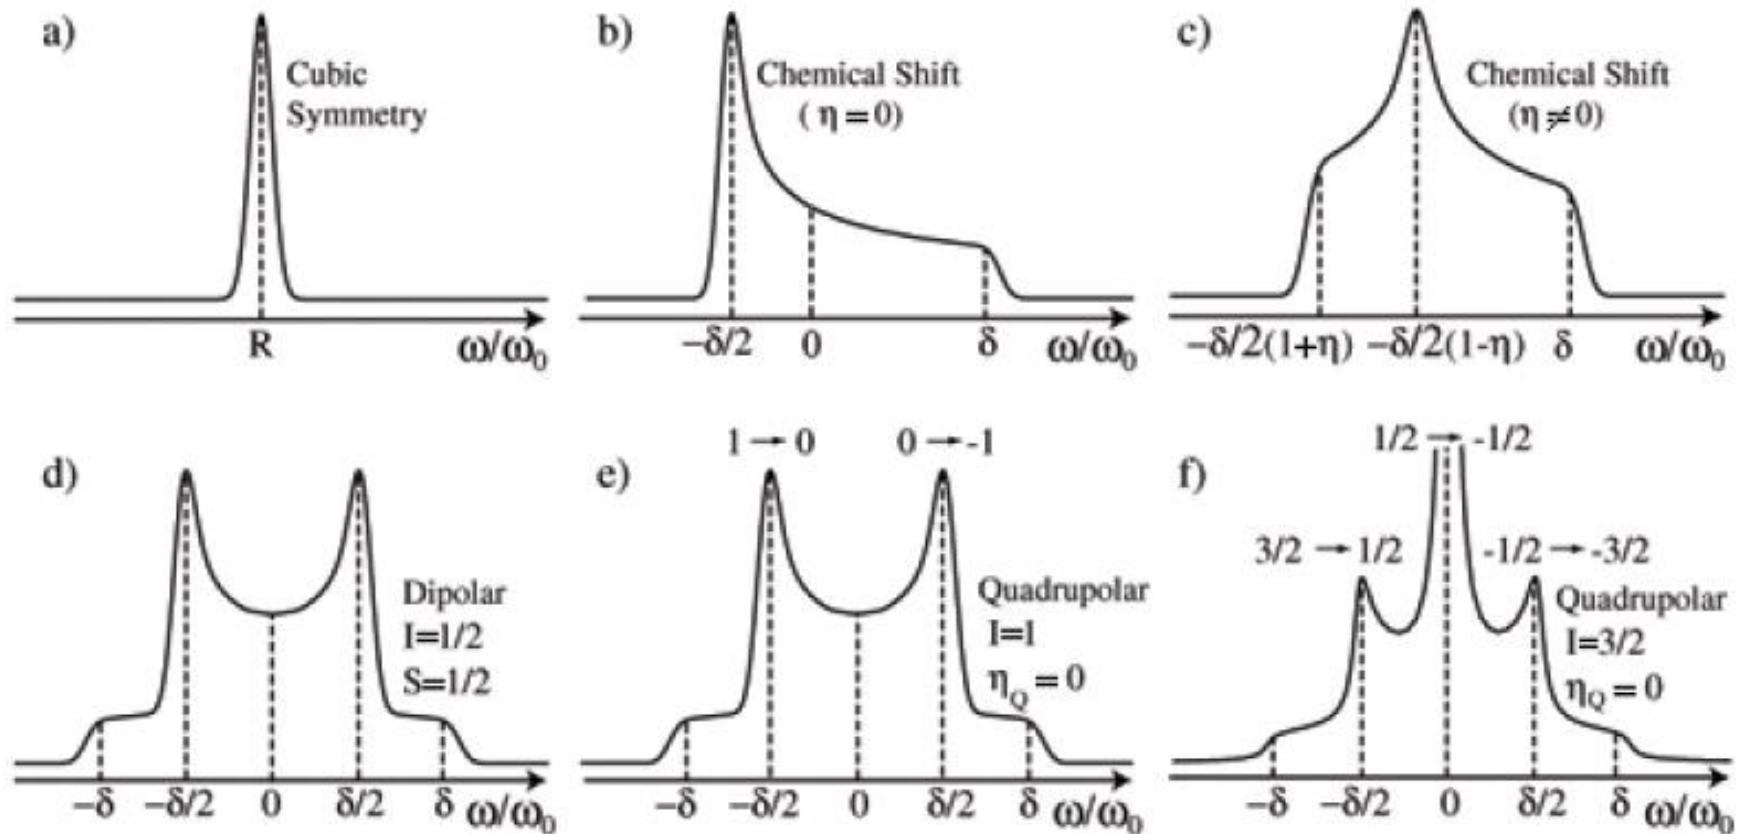 a)
Cubic
Symmetry
R
ω/ω₀
b)
Chemical Shift
( η = 0)
−δ/2 0 δ ω/ω₀
c)
Chemical Shift
(η ≠ 0)
−δ/2(1+η) −δ/2(1-η) δ ω/ω₀
d)
Dipolar
I=1/2
S=1/2
−δ −δ/2 0 δ/2 δ ω/ω₀
e)
1 → 0 0 → -1
Quadrupolar
I=1
η_Q = 0
−δ −δ/2 0 δ/2 δ ω/ω₀
f)
1/2 → -1/2
3/2 → 1/2 -1/2 → -3/2
Quadrupolar
I=3/2
η_Q = 0
−δ −δ/2 0 δ/2 δ ω/ω₀